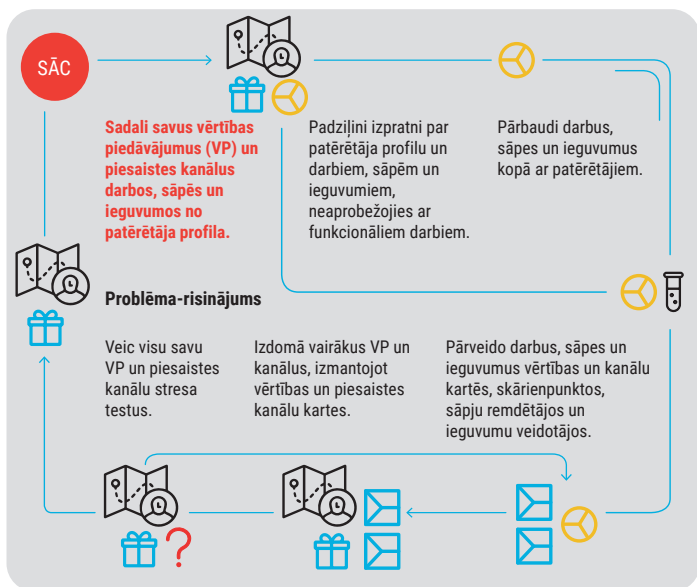 SĀC
Sadali savus vērtības
piedāvājumus (VP) un
piesaistes kanālus
darbos, sāpēs un
ieguvumos no
patērētāja profila.
Padziļini izpratni par
patērētāja profilu un
darbiem, sāpēm un
ieguvumiem,
neaprobežojies ar
funkcionāliem darbiem.
Pārbaudi darbus,
sāpes un ieguvumus
kopā ar patērētājiem.
Problēma-risinājums
Veic visu savu
VP un piesaistes
kanālu stresa
testus.
Izdomā vairākus VP un
kanālus, izmantojot
vērtības un piesaistes
kanālu kartes.
Pārveido darbus, sāpes un
ieguvumus vērtības un kanālu
kartēs, skārienpunktos,
sāpju remdētājos un
ieguvumu veidotājos.
?